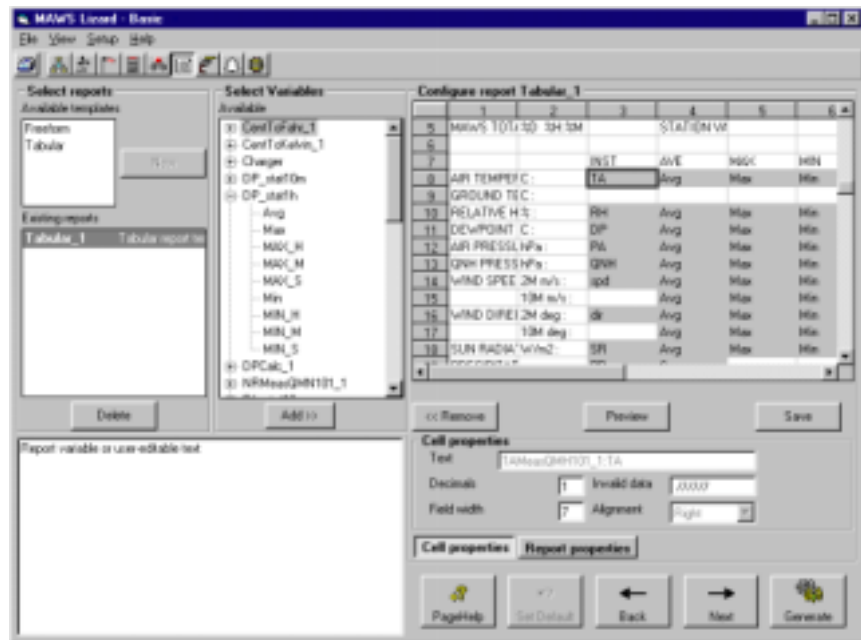 MAWS Lizard - Basic
File View Setup Help
Select reports
Available templates
Freeform
Tabular
New
Existing reports
Tabular_1 Tabular report te
Delete
Select Variables
Available
CentToFahr_1
CentToKelvin_1
Charger
DP_stat10m
DP_stat1h
Avg
Max
MAX_H
MAX_M
MAX_S
Min
MIN_H
MIN_M
MIN_S
DPCalc_1
NRMeasQMN101_1
Add >>
Configure report Tabular_1
1 2 3 4 5 6
5 MAWS TOT %D %H:%M STATION
6
7 INST AVE MAX MIN
8 AIR TEMPER C : TA Avg Max Min
9 GROUND TE C :
10 RELATIVE H % : RH Avg Max Min
11 DEWPOINT C : DP Avg Max Min
12 AIR PRESSU hPa : PA Avg Max Min
13 QNH PRESS hPa : QNH Avg Max Min
14 WIND SPEE 2M m/s : spd Avg Max Min
15 10M m/s : Avg Max Min
16 WIND DIRE 2M deg : dir Avg Max Min
17 10M deg : Avg Max Min
18 SUN RADIA W/m2 : SR Avg Max Min
<< Remove Preview Save
Report variable or user-editable text
Cell properties
Text TAMeasQMH101_1:TA
Decimals 1 Invalid data //////
Field width 7 Alignment Right
Cell properties Report properties
PageHelp Set Default Back Next Generate